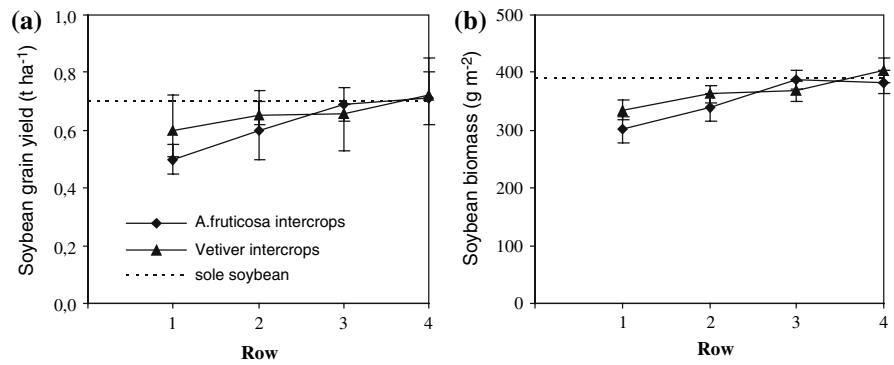 (a)
Soybean grain yield (t ha⁻¹)
1,0
0,8
0,6
0,4
0,2
0,0
A.fruticosa intercrops
Vetiver intercrops
sole soybean
1 2 3 4
Row
(b)
Soybean biomass (g m⁻²)
500
400
300
200
100
0
1 2 3 4
Row